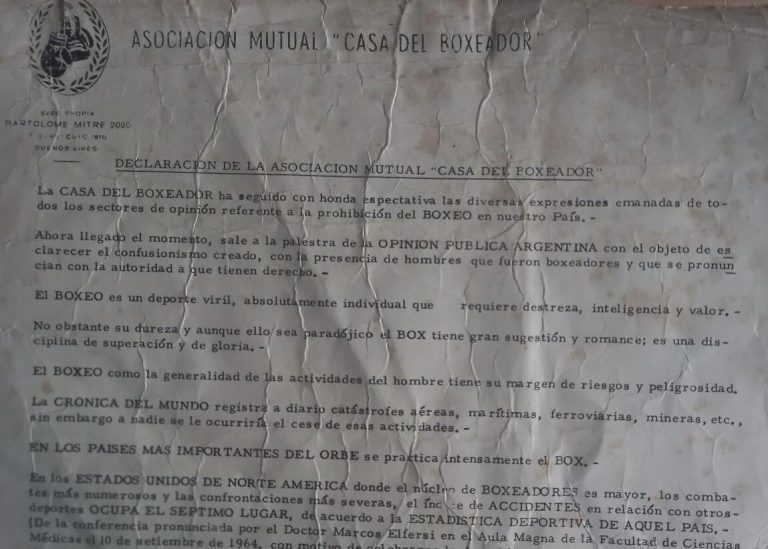 ASOCIACION MUTUAL "CASA DEL BOXEADOR"
SEDE PROPIA
BARTOLOME MITRE 2020
BUENOS AIRES
DECLARACION DE LA ASOCIACION MUTUAL "CASA DEL BOXEADOR"
La CASA DEL BOXEADOR ha seguido con honda espectativa las diversas expresiones emanadas de to-
dos los sectores de opinión referente a la prohibición del BOXEO en nuestro País. -
Ahora llegado el momento, sale a la palestra de la OPINION PUBLICA ARGENTINA con el objeto de es
clarecer el confusionismo creado, con la presencia de hombres que fueron boxeadores y que se pronun
cian con la autoridad a que tienen derecho. -
El BOXEO es un deporte viril, absolutamente individual que requiere destreza, inteligencia y valor. -
No obstante su dureza y aunque ello sea paradójico el BOX tiene gran sugestión y romance; es una dis-
ciplina de superación y de gloria. -
El BOXEO como la generalidad de las actividades del hombre tiene su margen de riesgos y peligrosidad.
La CRONICA DEL MUNDO registra a diario catástrofes aéreas, marítimas, ferroviarias, mineras, etc.,
sin embargo a nadie se le ocurriría el cese de esas actividades. -
EN LOS PAISES MAS IMPORTANTES DEL ORBE se practica intensamente el BOX. -
En los ESTADOS UNIDOS DE NORTE AMERICA donde el núcleo de BOXEADORES es mayor, los comba-
tes más numerosos y las confrontaciones más severas, el de ACCIDENTES en relación con otros
deportes OCUPA EL SEPTIMO LUGAR, de acuerdo a la ESTADISTICA DEPORTIVA DE AQUEL PAIS, -
(De la conferencia pronunciada por el Doctor Marcos Elfersi en el Aula Magna de la Facultad de Ciencias
Médicas el 10 de setiembre de 1964, con motivo de